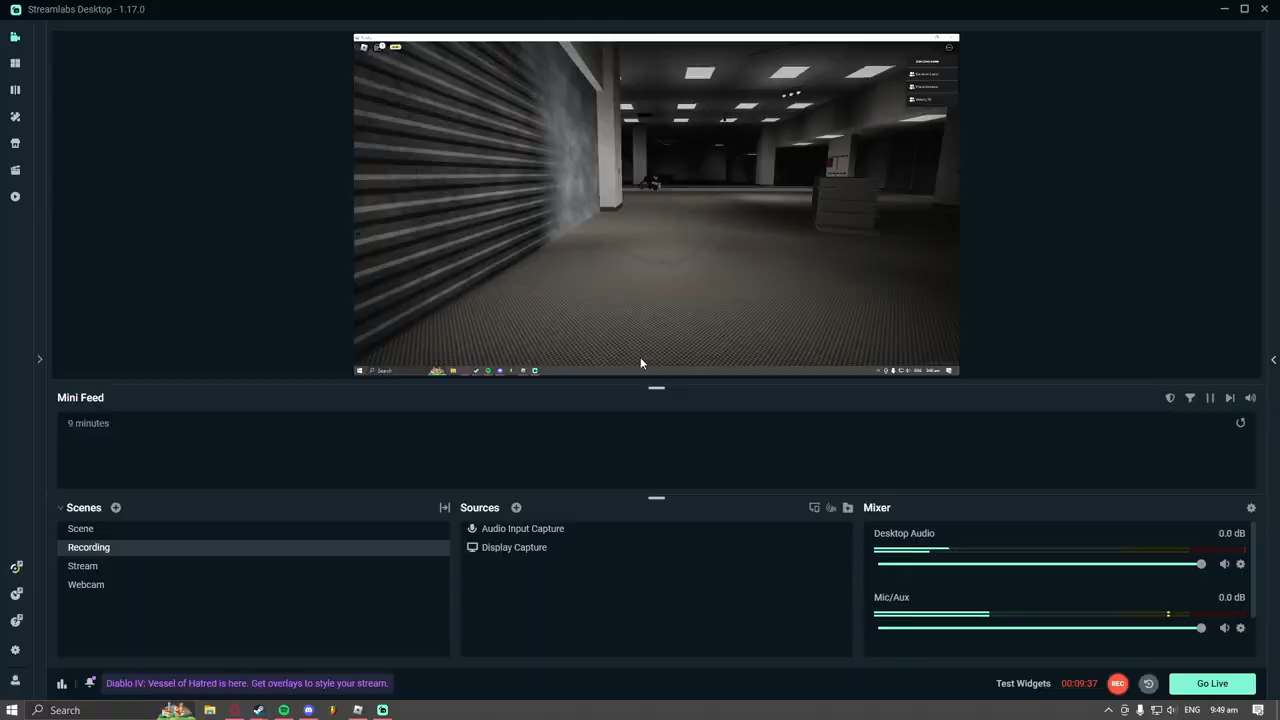 Streamlabs Desktop - 1.17.0
Search
Mini Feed
9 minutes
Scenes
Scene
Recording
Stream
Webcam
Sources
Audio Input Capture
Display Capture
Mixer
Desktop Audio
0.0 dB
Mic/Aux
0.0 dB
Diablo IV: Vessel of Hatred is here. Get overlays to style your stream.
Test Widgets
00:09:37
REC
Go Live
Search
ENG
9:49 am